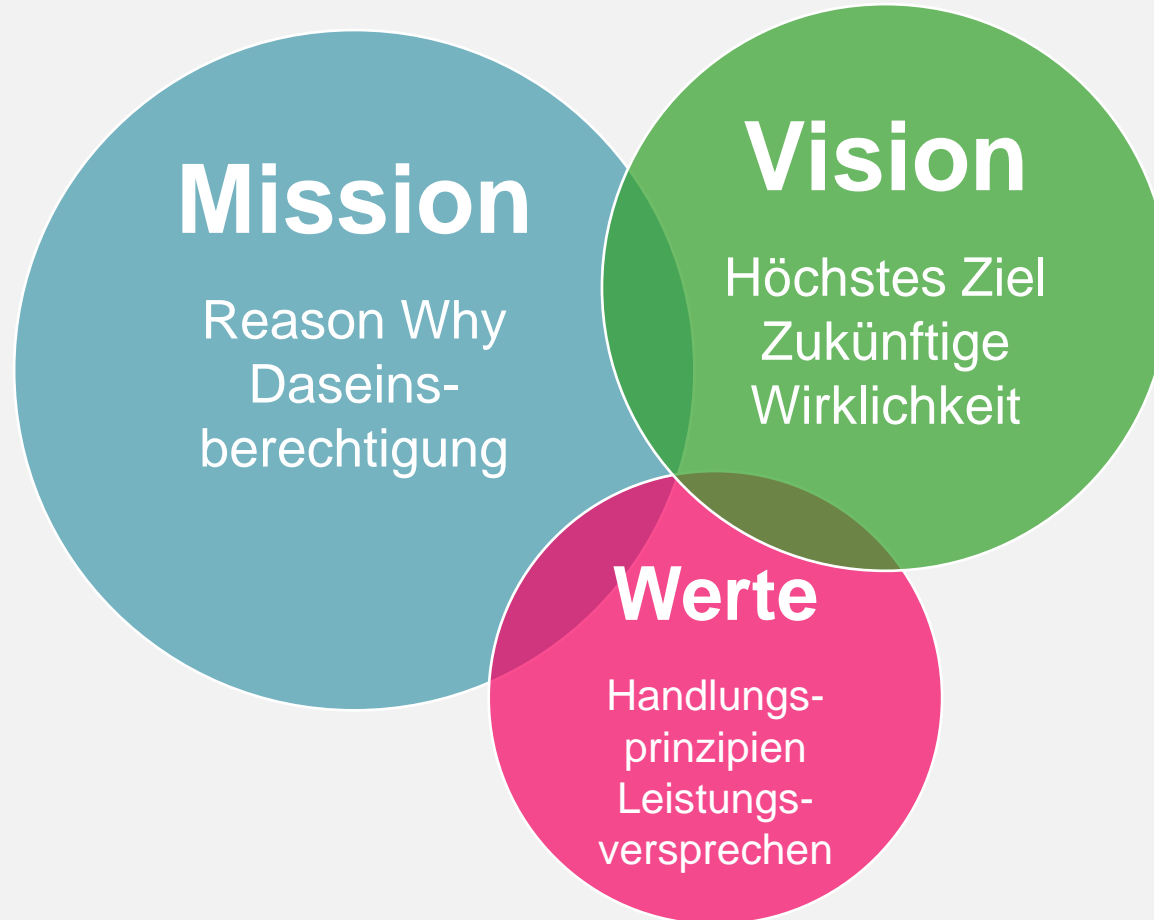 Mission
Reason Why
Daseins-
berechtigung
Vision
Höchstes Ziel
Zukünftige
Wirklichkeit
Werte
Handlungs-
prinzipien
Leistungs-
versprechen